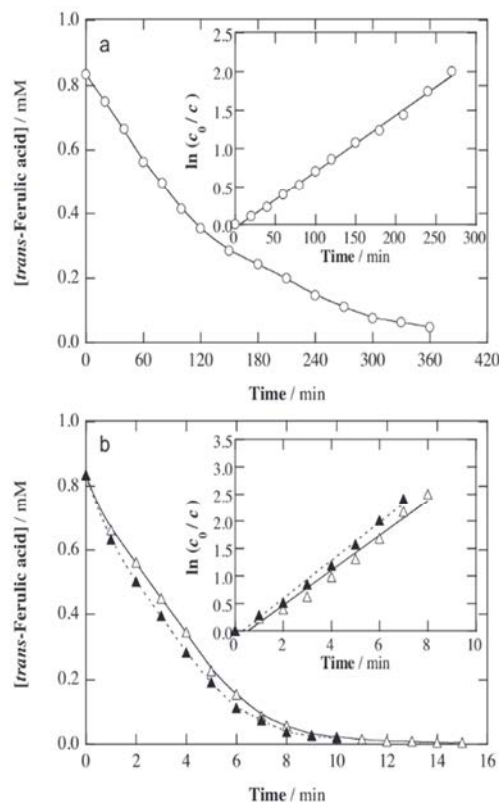 a
[trans-Ferulic acid] / mM
1.0
0.8
0.6
0.4
0.2
0.0
0 60 120 180 240 300 360 420
Time / min
ln (c0 / c)
2.5
2.0
1.5
1.0
0.5
0.0
0 50 100 150 200 250 300
Time / min
b
[trans-Ferulic acid] / mM
1.0
0.8
0.6
0.4
0.2
0.0
0 2 4 6 8 10 12 14 16
Time / min
ln (c0 / c)
3.5
3.0
2.5
2.0
1.5
1.0
0.5
0.0
0 2 4 6 8 10
Time / min